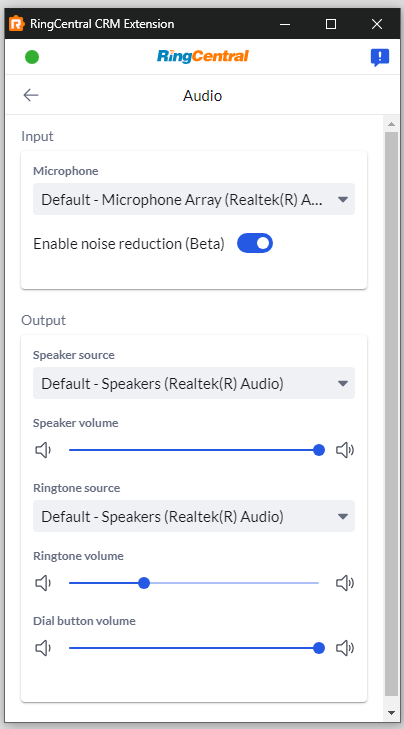 RingCentral CRM Extension
RingCentral
Audio
Input
Microphone
Default - Microphone Array (Realtek(R) A...
Enable noise reduction (Beta)
Output
Speaker source
Default - Speakers (Realtek(R) Audio)
Speaker volume
Ringtone source
Default - Speakers (Realtek(R) Audio)
Ringtone volume
Dial button volume